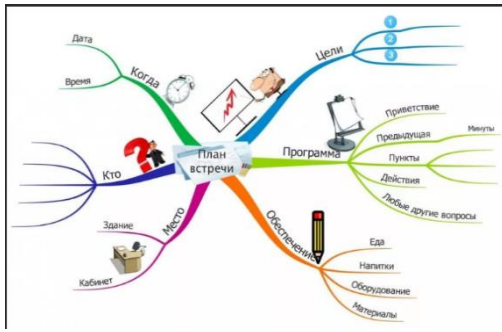 План
встречи
Цели
1
2
3
Программа
Приветствие
Предыдущая
Минуты
Пункты
Действия
Любые другие вопросы
Обеспечение
Еда
Напитки
Оборудование
Материалы
Место
Здание
Кабинет
Кто
Когда
Дата
Время